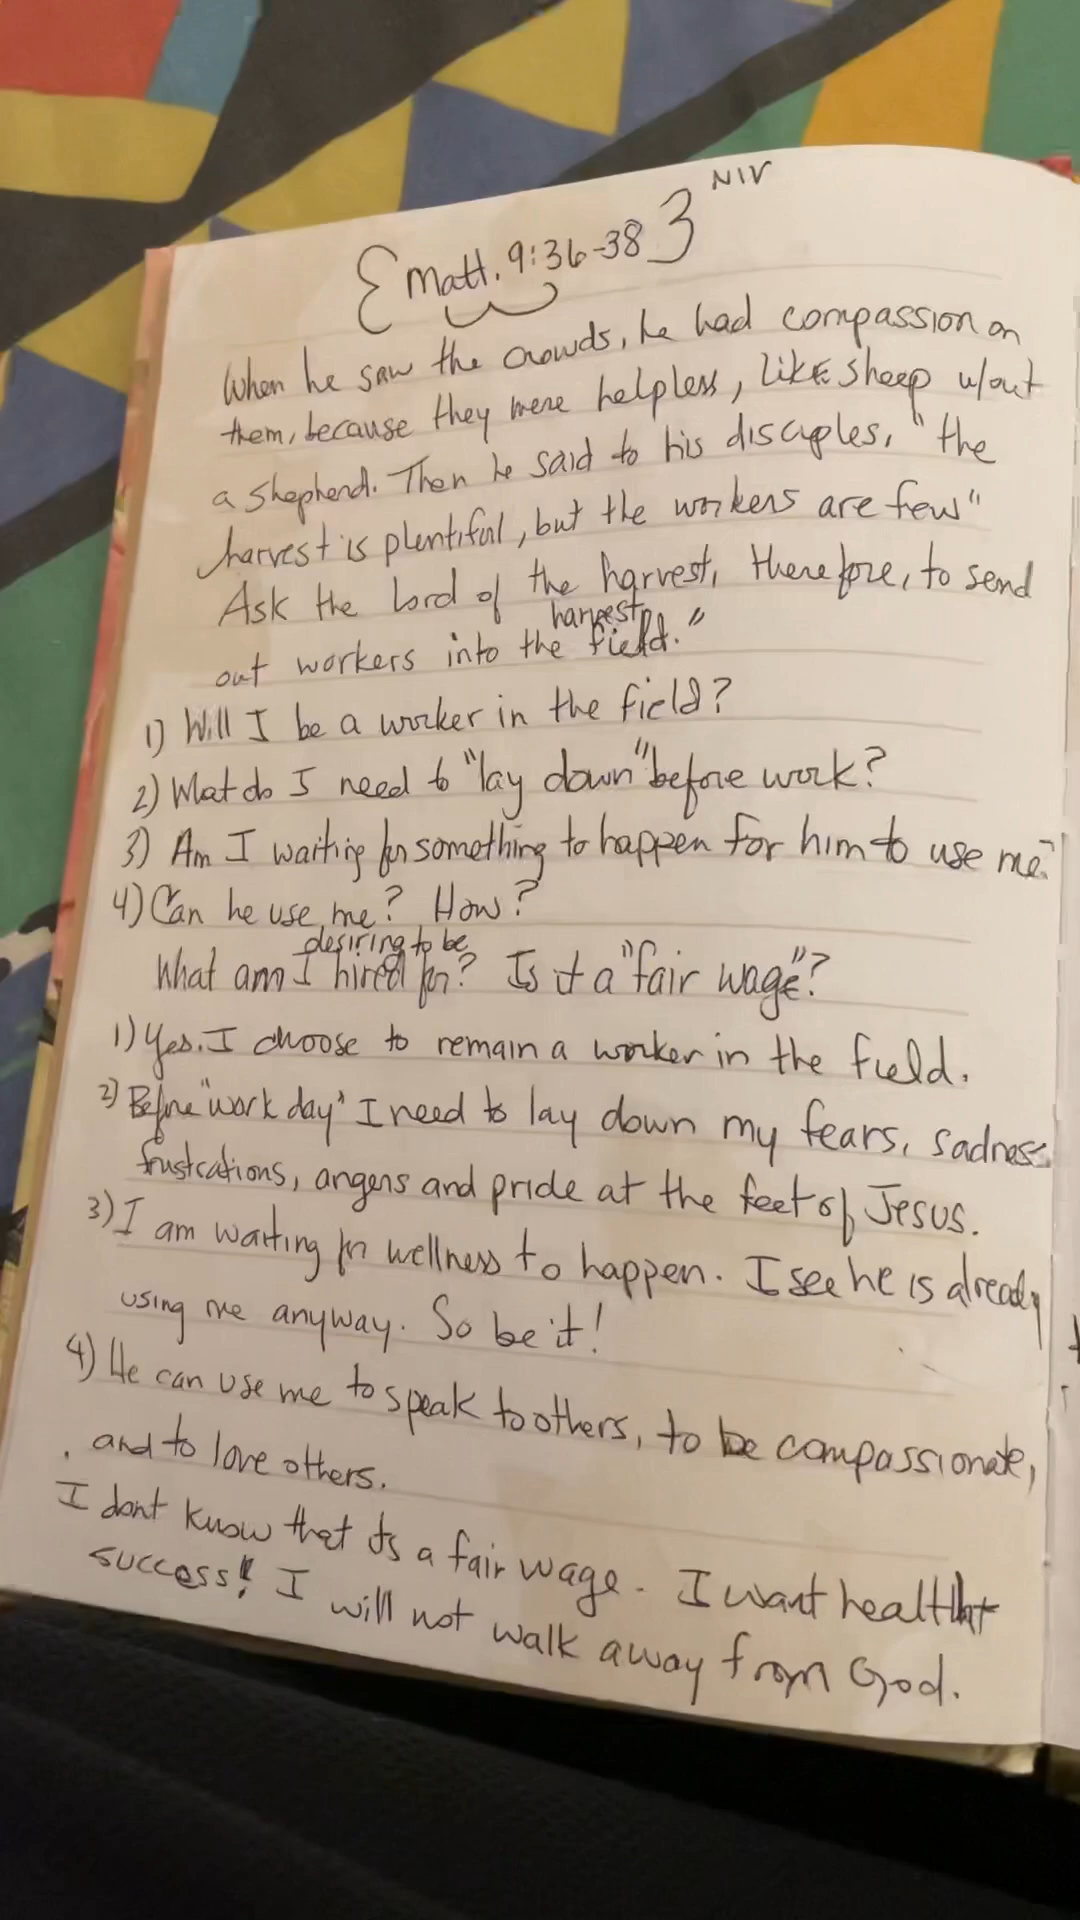 NIV
{ Matt. 9:36-38 }
When he saw the crowds, he had compassion on
them, because they were helpless, like sheep w/out
a shepherd. Then he said to his disciples, "the
harvest is plentiful, but the workers are few"
Ask the Lord of the harvest, therefore, to send
harvest
out workers into the field."
1) Will I be a worker in the field?
2) What do I need to "lay down" before work?
3) Am I waiting for something to happen for him to use me?
4) Can he use me? How?
desiring to be
What am I hired for? Is it a "fair wage"?
1) Yes. I choose to remain a worker in the field.
2) Before "work day" I need to lay down my fears, sadness
frustrations, angers and pride at the feet of Jesus.
3) I am waiting for wellness to happen. I see he is already
using me anyway. So be it!
4) He can use me to speak to others, to be compassionate,
and to love others.
I dont know that its a fair wage. I want health +
success! I will not walk away from God.